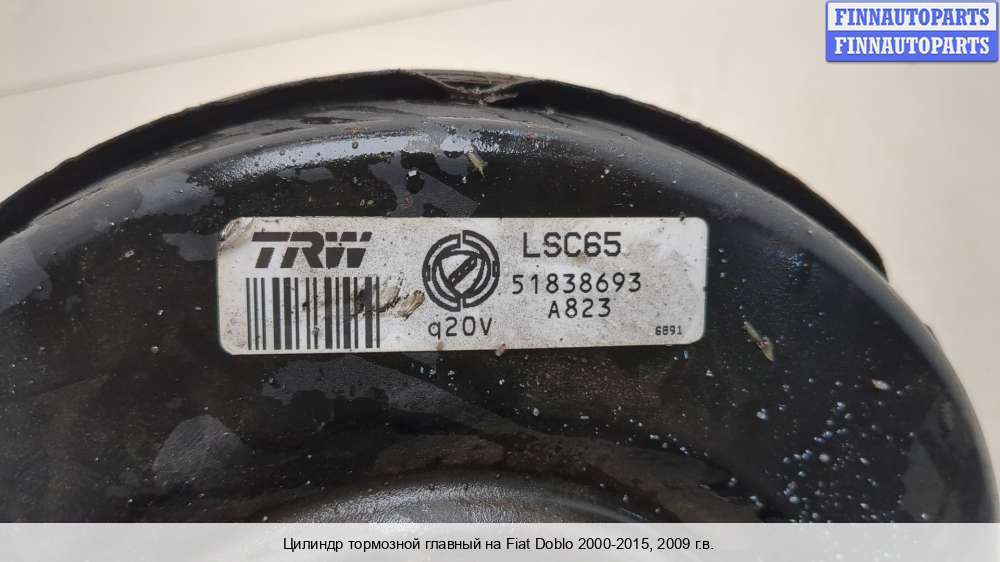 FINNAUTOPARTS
FINNAUTOPARTS
TRW
LSC65
51838693
A823
q20V
6891
Цилиндр тормозной главный на Fiat Doblo 2000-2015, 2009 г.в.